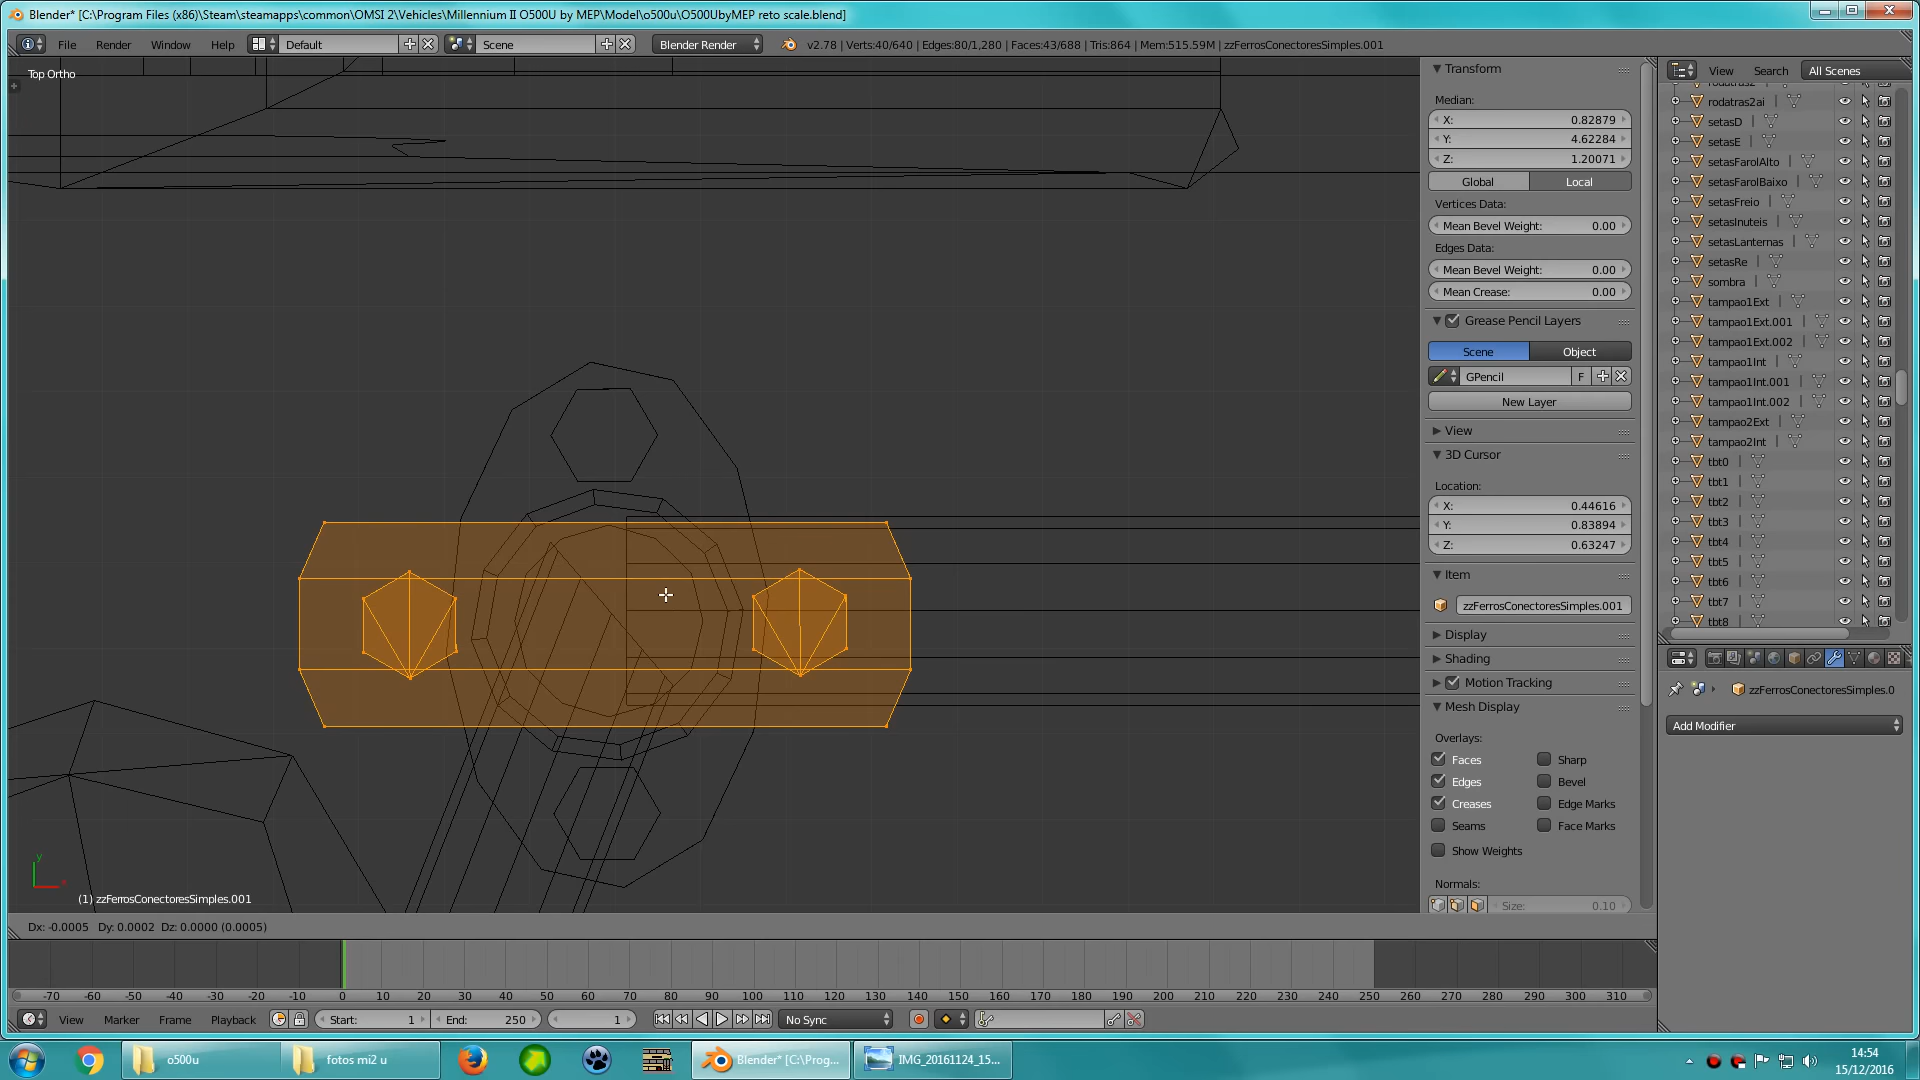 Blender* [C:\Program Files (x86)\Steam\steamapps\common\OMSI 2\Vehicles\Millennium II O500U by MEP\Model\o500u\O500UbyMEP reto scale.blend]
File Render Window Help Default Scene Blender Render v2.78 | Verts:40/640 | Edges:80/1,280 | Faces:43/688 | Tris:864 | Mem:515.59M | zzFerrosConectoresSimples.001
Top Ortho
(1) zzFerrosConectoresSimples.001
Transform
Median:
X: 0.82879
Y: 4.62284
Z: 1.20071
Global Local
Vertices Data:
Mean Bevel Weight: 0.00
Edges Data:
Mean Bevel Weight: 0.00
Mean Crease: 0.00
Grease Pencil Layers
Scene Object
GPencil F
New Layer
View
3D Cursor
Location:
X: 0.44616
Y: 0.83894
Z: 0.63247
Item
zzFerrosConectoresSimples.001
Display
Shading
Motion Tracking
Mesh Display
Overlays:
Faces Sharp
Edges Bevel
Creases Edge Marks
Seams Face Marks
Show Weights
Normals:
Size: 0.10
View Search All Scenes
rodatras2ai
setasD
setasE
setasFarolAlto
setasFarolBaixo
setasFreio
setasInuteis
setasLanternas
setasRe
sombra
tampao1Ext
tampao1Ext.001
tampao1Ext.002
tampao1Int
tampao1Int.001
tampao1Int.002
tampao2Ext
tampao2Int
tbt0
tbt1
tbt2
tbt3
tbt4
tbt5
tbt6
tbt7
tbt8
zzFerrosConectoresSimples.0
Add Modifier
Dx: -0.0005 Dy: 0.0002 Dz: 0.0000 (0.0005)
-70 -60 -50 -40 -30 -20 -10 0 10 20 30 40 50 60 70 80 90 100 110 120 130 140 150 160 170 180 190 200 210 220 230 240 250 260 270 280 290 300 310
View Marker Frame Playback Start: 1 End: 250 1 No Sync
o500u fotos mi2 u Blender* [C:\Prog... IMG_20161124_15...
14:54
15/12/2016